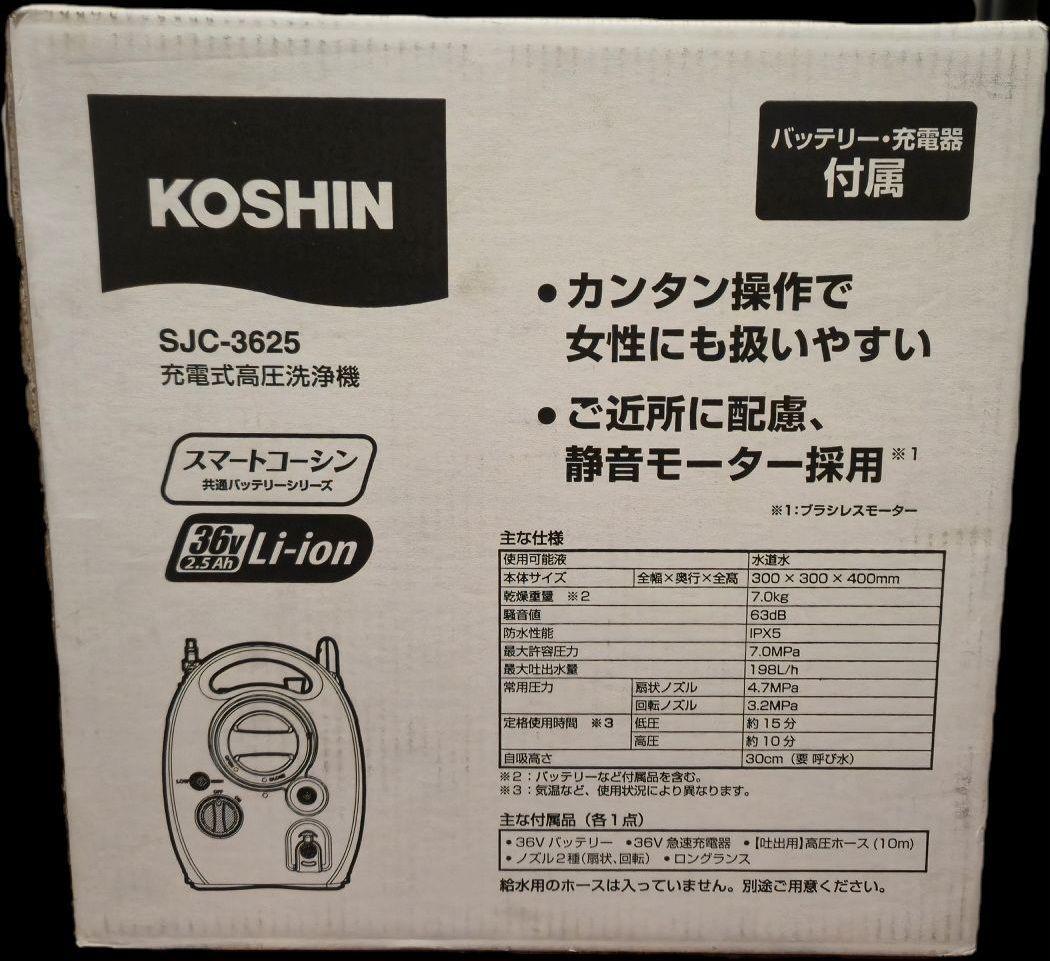 KOSHIN
バッテリー・充電器
付属
SJC-3625
充電式高圧洗浄機
スマートコーシン
共通バッテリーシリーズ
36V
2.5Ah
Li-ion
●カンタン操作で
女性にも扱いやすい
●ご近所に配慮、
静音モーター採用※1
※1:ブラシレスモーター
主な仕様
使用可能液 水道水
本体サイズ 全幅×奥行×全高 300×300×400mm
乾燥重量 ※2 7.0kg
騒音値 63dB
防水性能 IPX5
最大許容圧力 7.0MPa
最大吐出水量 198L/h
常用圧力 扇状ノズル 4.7MPa
回転ノズル 3.2MPa
定格使用時間 ※3 低圧 約15分
高圧 約10分
自吸高さ 30cm(要 呼び水)
※2:バッテリーなど付属品を含む。
※3:気温など、使用状況により異なります。
主な付属品(各1点)
●36Vバッテリー ●36V急速充電器 ●【吐出用】高圧ホース(10m)
●ノズル2種(扇状、回転) ●ロングランス
給水用のホースは入っていません。別途ご用意ください。
OFF